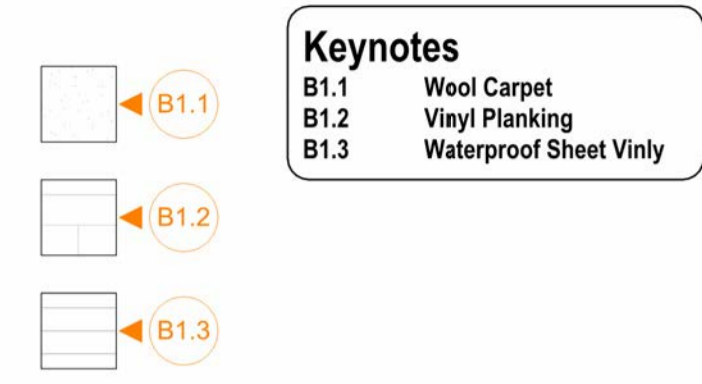 Keynotes
B1.1 Wool Carpet
B1.2 Vinyl Planking
B1.3 Waterproof Sheet Vinly
B1.1
B1.2
B1.3